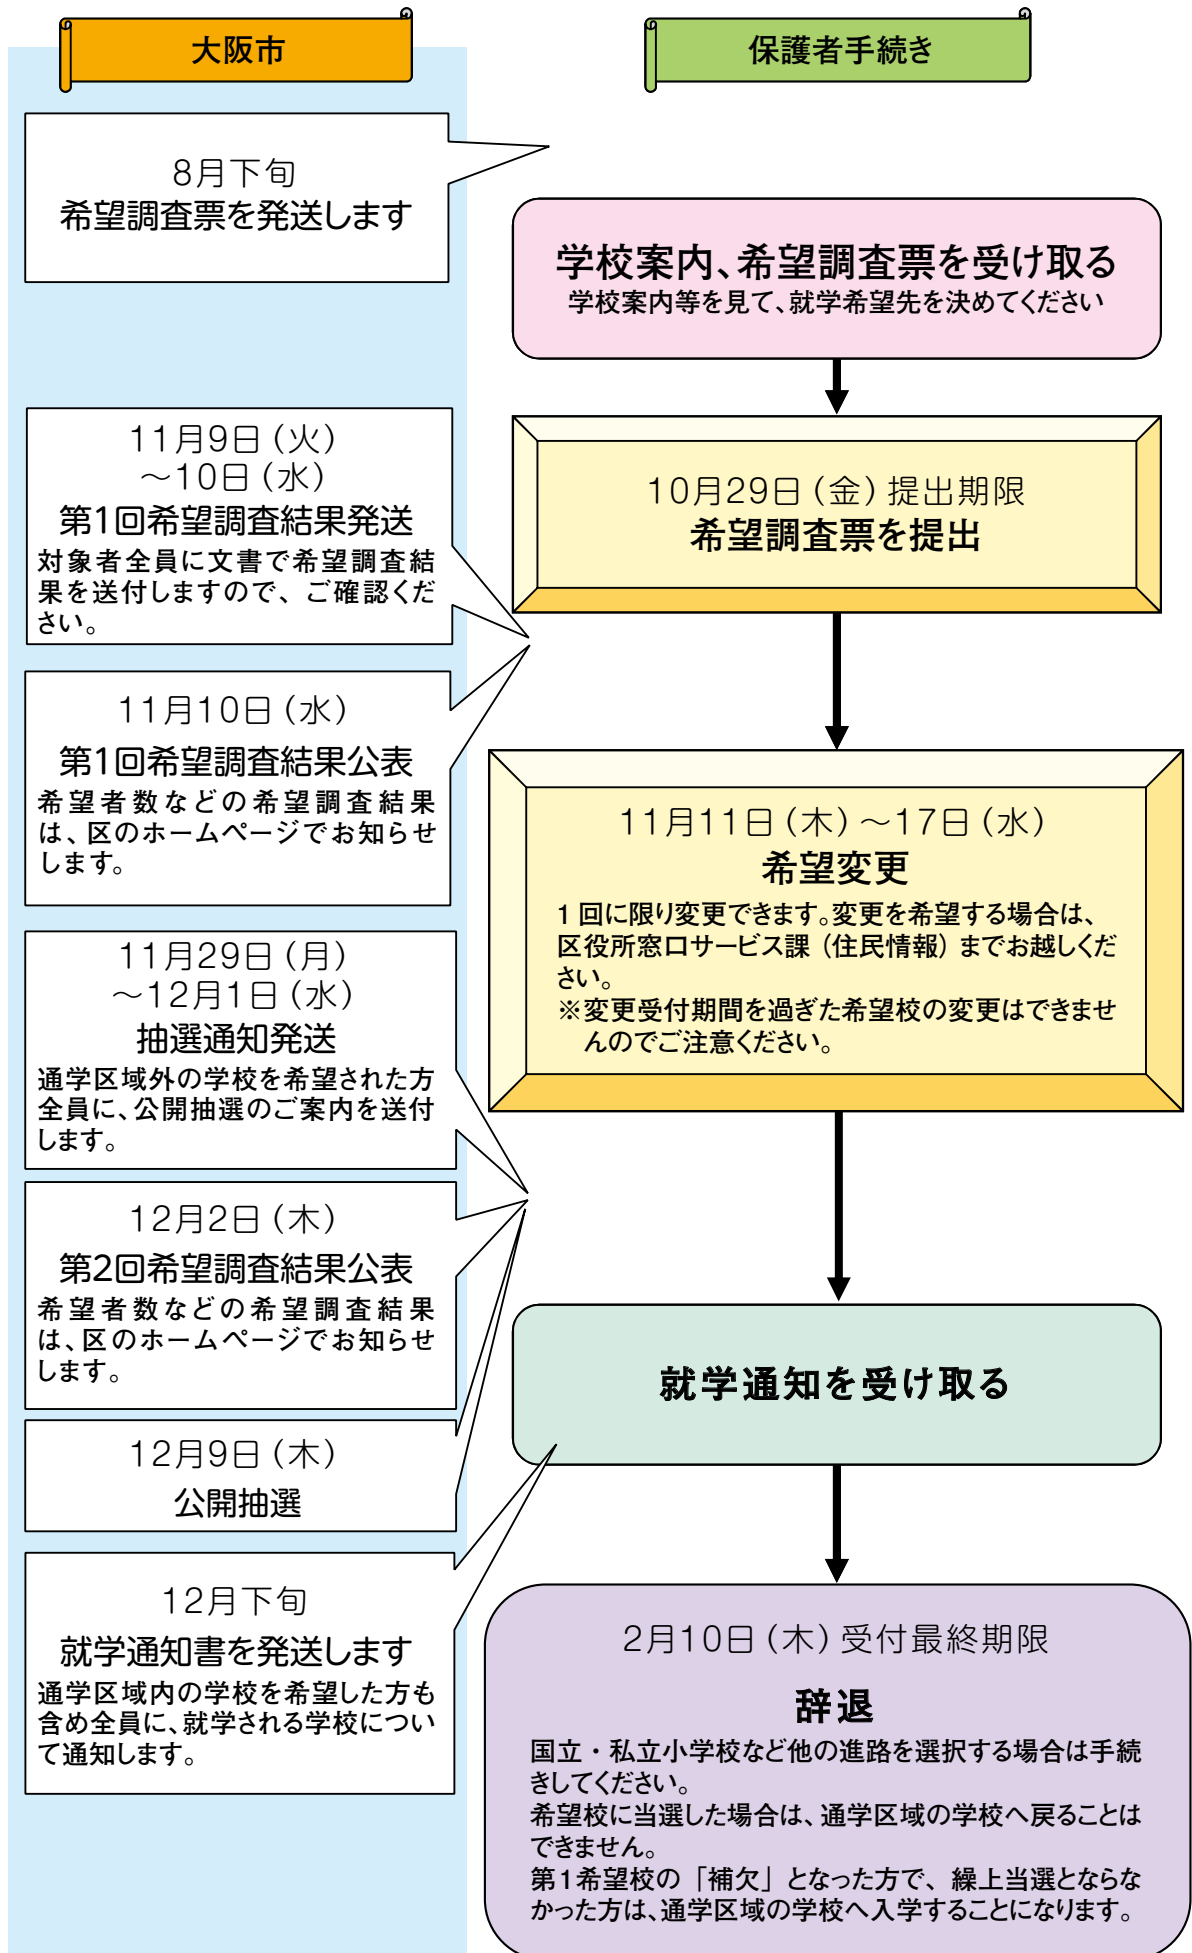 大阪市
8月下旬
希望調査票を発送します
11月9日（火）
～10日（水）
第1回希望調査結果発送
対象者全員に文書で希望調査結
果を送付しますので、ご確認くだ
さい。
11月10日（水）
第1回希望調査結果公表
希望者数などの希望調査結果
は、区のホームページでお知らせ
します。
11月29日（月）
～12月1日（水）
抽選通知発送
通学区域外の学校を希望された方
全員に、公開抽選のご案内を送付
します。
12月2日（木）
第2回希望調査結果公表
希望者数などの希望調査結果
は、区のホームページでお知らせ
します。
12月9日（木）
公開抽選
12月下旬
就学通知書を発送します
通学区域内の学校を希望した方も
含め全員に、就学される学校につい
て通知します。
保護者手続き
学校案内、希望調査票を受け取る
学校案内等を見て、就学希望先を決めてください
10月29日（金）提出期限
希望調査票を提出
11月11日（木）～17日（水）
希望変更
1回に限り変更できます。変更を希望する場合は、
区役所窓口サービス課（住民情報）までお越しくだ
さい。
※変更受付期間を過ぎた希望校の変更はできませ
んのでご注意ください。
就学通知を受け取る
2月10日（木）受付最終期限
辞退
国立・私立小学校など他の進路を選択する場合は手続
きしてください。
希望校に当選した場合は、通学区域の学校へ戻ることは
できません。
第1希望校の「補欠」となった方で、繰上当選とならな
かった方は、通学区域の学校へ入学することになります。